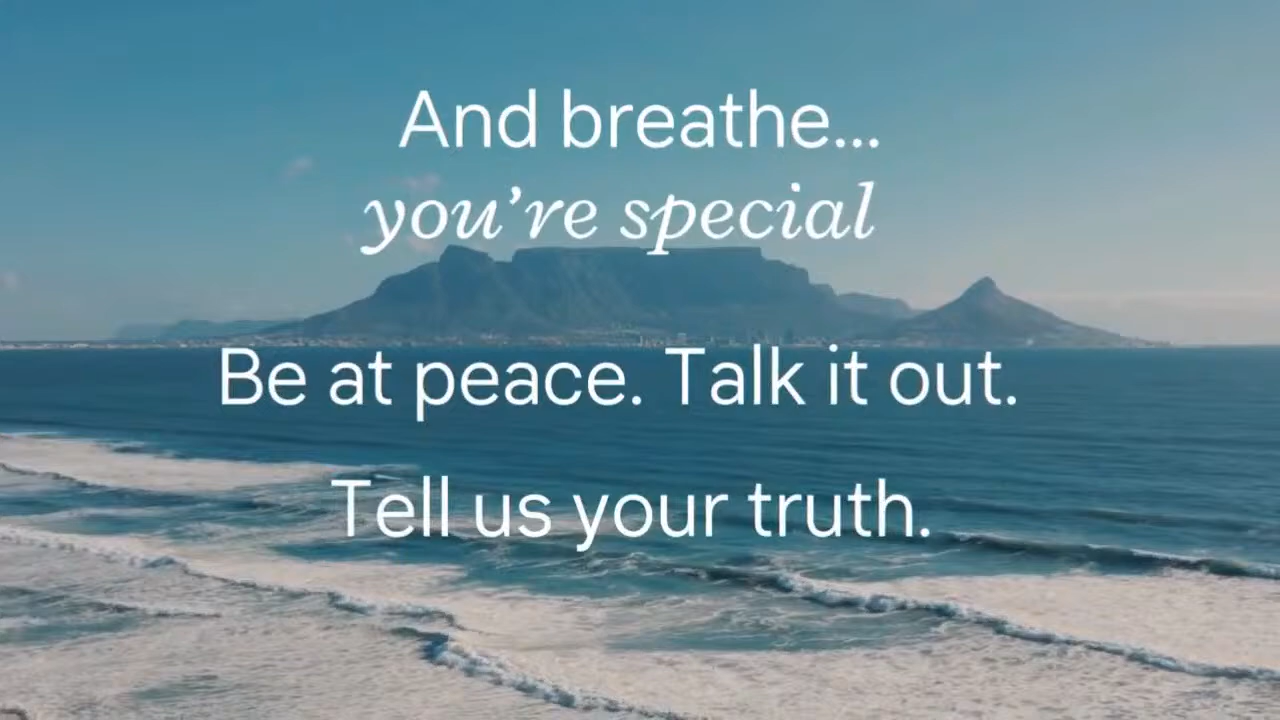 And breathe...
you’re special
Be at peace. Talk it out.
Tell us your truth.